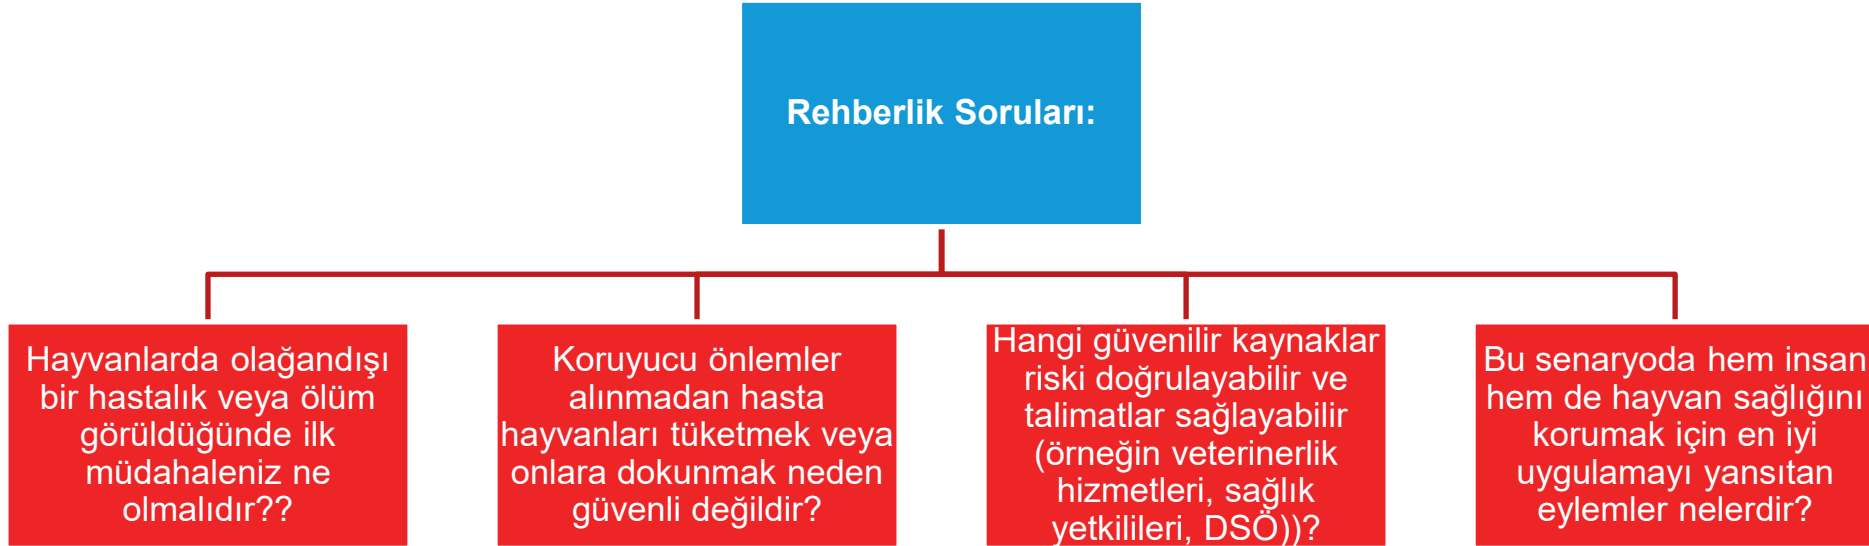 Rehberlik Soruları:
Hayvanlarda olağandışı
bir hastalık veya ölüm
görüldüğünde ilk
müdahaleniz ne
olmalıdır??
Koruyucu önlemler
alınmadan hasta
hayvanları tüketmek veya
onlara dokunmak neden
güvenli değildir?
Hangi güvenilir kaynaklar
riski doğrulayabilir ve
talimatlar sağlayabilir
(örneğin veterinerlik
hizmetleri, sağlık
yetkilileri, DSÖ))?
Bu senaryoda hem insan
hem de hayvan sağlığını
korumak için en iyi
uygulamayı yansıtan
eylemler nelerdir?